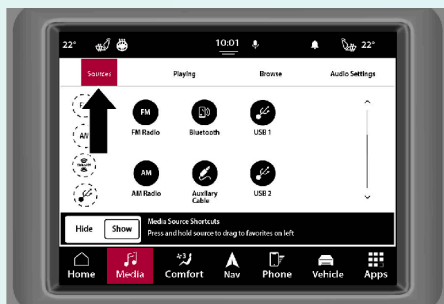 22° 10:01 22°
Sources Playing Browse Audio Settings
FM AM
FM Radio Bluetooth USB 1
AM
AM Radio Auxilary Cable USB 2
Hide Show Media Source Shortcuts
Press and hold source to drag to favorites on left
Home Media Comfort Nav Phone Vehicle Apps